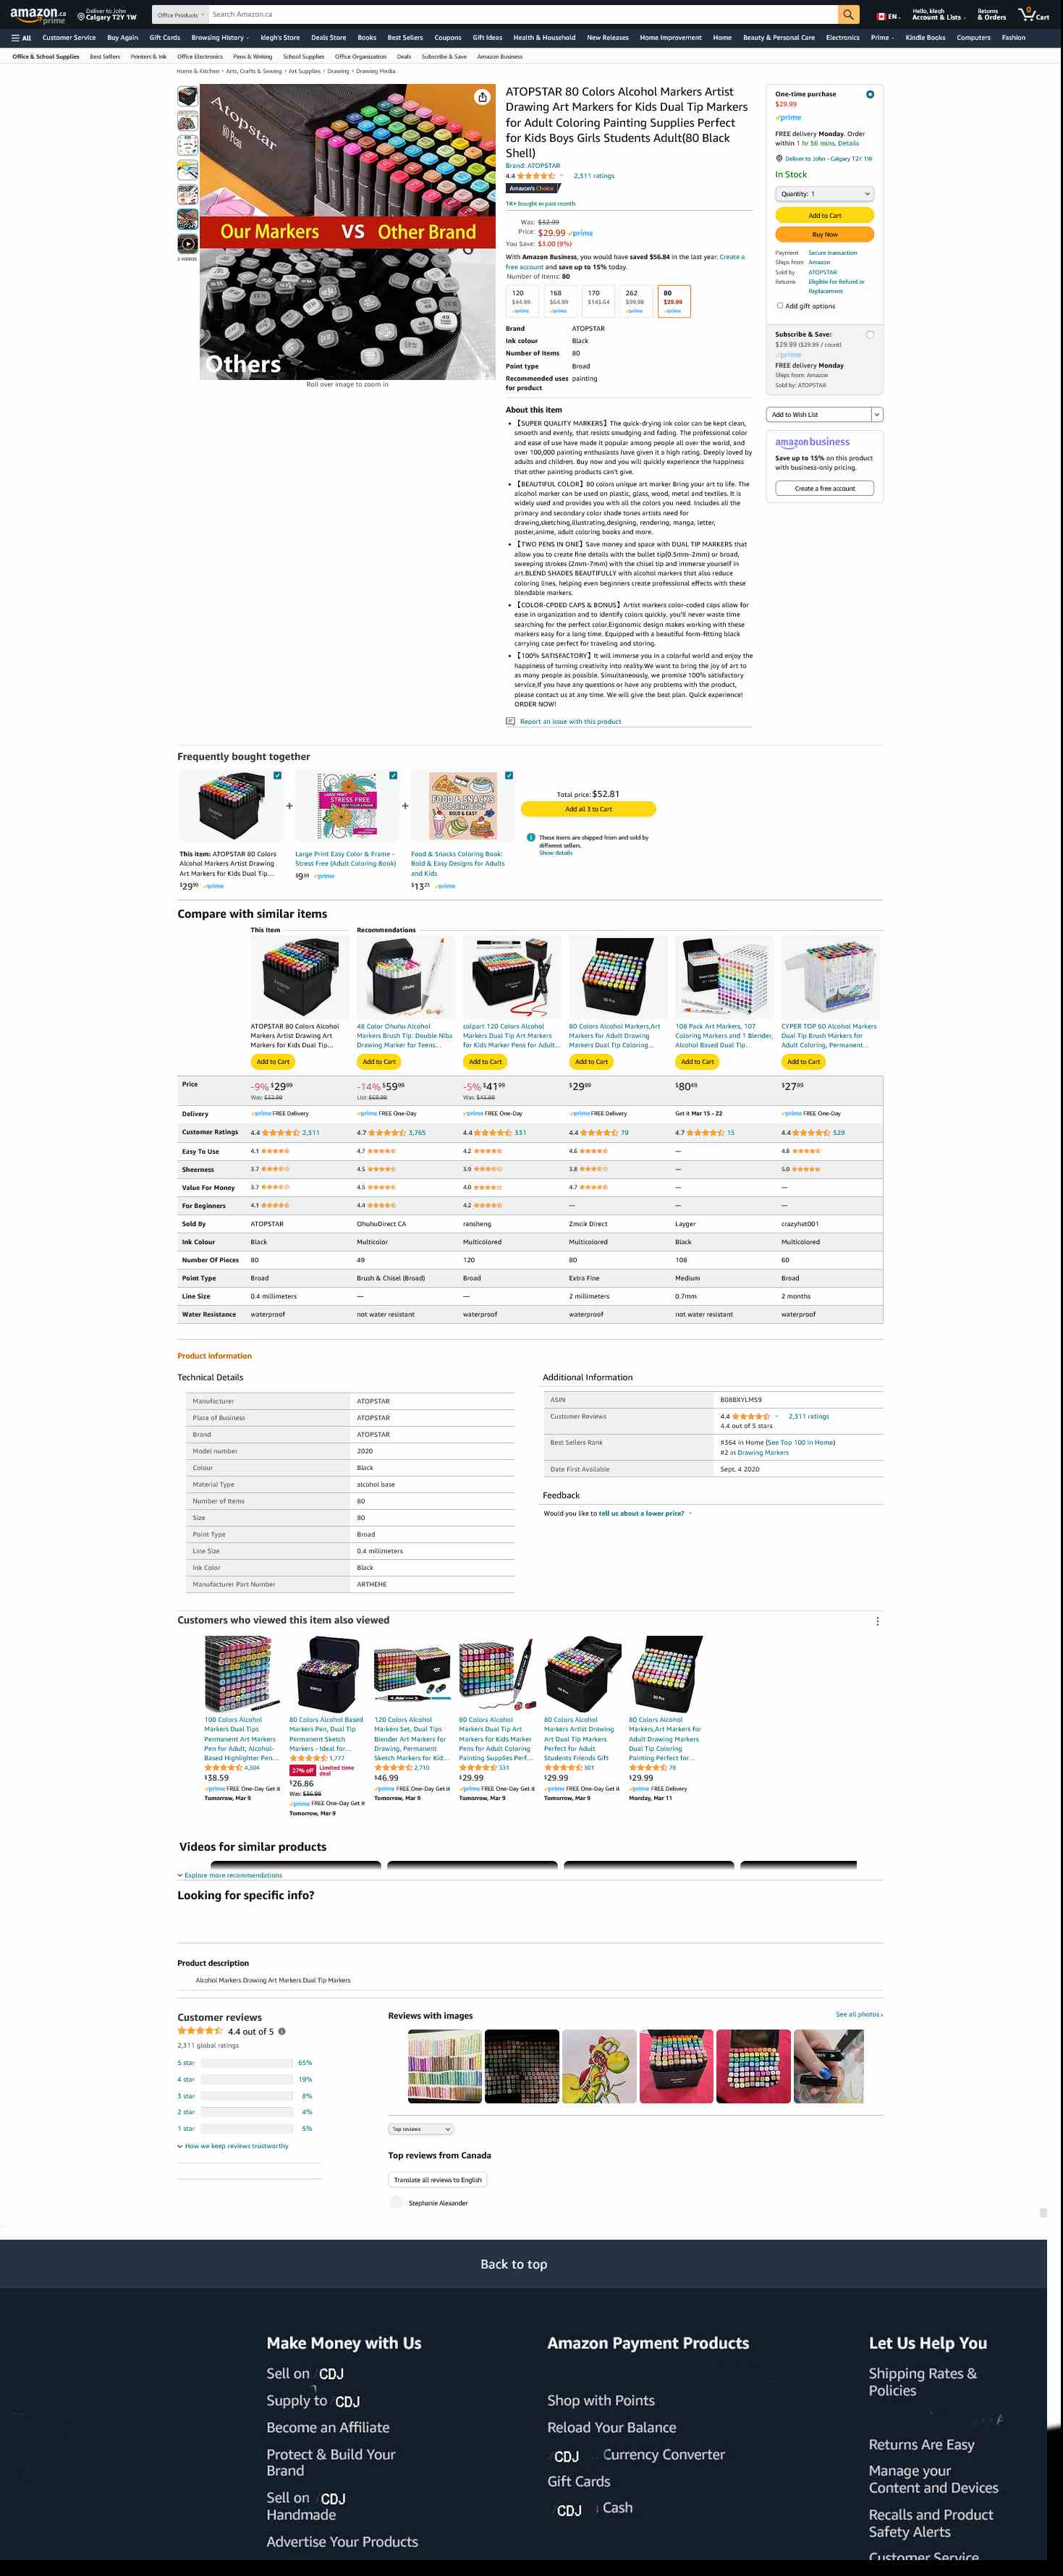 amazon.ca
prime
Deliver to John
Calgary T2Y 1W
Office Products
Search Amazon.ca
EN
Hello, klegh
Account & Lists
Returns
& Orders
0
Cart
All
Customer Service
Buy Again
Gift Cards
Browsing History
klegh's Store
Deals Store
Books
Best Sellers
Coupons
Gift Ideas
Health & Household
New Releases
Home Improvement
Home
Beauty & Personal Care
Electronics
Prime
Kindle Books
Computers
Fashion
Office & School Supplies
Best Sellers
Printers & Ink
Office Electronics
Pens & Writing
School Supplies
Office Organization
Deals
Subscribe & Save
Amazon Business
Home & Kitchen › Arts, Crafts & Sewing › Art Supplies › Drawing › Drawing Media
2 VIDEOS
Atopstar
80 Pcs
Our Markers VS Other Brand
Others
Roll over image to zoom in
ATOPSTAR 80 Colors Alcohol Markers Artist
Drawing Art Markers for Kids Dual Tip Markers
for Adult Coloring Painting Supplies Perfect
for Kids Boys Girls Students Adult(80 Black
Shell)
Brand: ATOPSTAR
4.4
2,311 ratings
Amazon's Choice
1K+ bought in past month
Was: $32.99
Price: $29.99 prime
You Save: $3.00 (9%)
With Amazon Business, you would have saved $56.84 in the last year. Create a
free account and save up to 15% today.
Number of Items: 80
120
$44.99
prime
168
$64.99
prime
170
$143.64
262
$99.98
prime
80
$29.99
prime
Brand ATOPSTAR
Ink colour Black
Number of Items 80
Point type Broad
Recommended uses painting
for product
About this item
• 【SUPER QUALITY MARKERS】The quick-drying ink color can be kept clean,
smooth and evenly, that resists smudging and fading. The professional color
and ease of use have made it popular among people all over the world, and
over 100,000 painting enthusiasts have given it a high rating. Deeply loved by
adults and children. Buy now and you will quickly experience the happiness
that other painting products can't give.
• 【BEAUTIFUL COLOR】80 colors unique art marker Bring your art to life. The
alcohol marker can be used on plastic, glass, wood, metal and textiles. It is
widely used and provides you with all the colors you need. Includes all the
primary and secondary color shade tones artists need for
drawing,sketching,illustrating,designing, rendering, manga, letter,
poster,anime, adult coloring books and more.
• 【TWO PENS IN ONE】Save money and space with DUAL TIP MARKERS that
allow you to create fine details with the bullet tip(0.5mm-2mm) or broad,
sweeping strokes (2mm-7mm) with the chisel tip and immerse yourself in
art.BLEND SHADES BEAUTIFULLY with alcohol markers that also reduce
coloring lines, helping even beginners create professional effects with these
blendable markers.
• 【COLOR-CPDED CAPS & BONUS】Artist markers color-coded caps allow for
ease in organization and to identify colors quickly. you'll never waste time
searching for the perfect color.Ergonomic design makes working with these
markers easy for a long time. Equipped with a beautiful form-fitting black
carrying case perfect for traveling and storing.
• 【100% SATISFACTORY】It will immerse you in a colorful world and enjoy the
happiness of turning creativity into reality.We want to bring the joy of art to
as many people as possible. Simultaneously, we promise 100% satisfactory
service,If you have any questions or have any problems with the product,
please contact us at any time. We will give the best plan. Quick experience!
ORDER NOW!
Report an issue with this product
One-time purchase
$29.99
prime
FREE delivery Monday. Order
within 1 hr 56 mins. Details
Deliver to John - Calgary T2Y 1W
In Stock
Quantity: 1
Add to Cart
Buy Now
Payment Secure transaction
Ships from Amazon
Sold by ATOPSTAR
Returns Eligible for Refund or
Replacement
Add gift options
Subscribe & Save:
$29.99 ($29.99 / count)
prime
FREE delivery Monday
Ships from: Amazon
Sold by: ATOPSTAR
Add to Wish List
amazon business
Save up to 15% on this product
with business-only pricing.
Create a free account
Frequently bought together
+
+
This item: ATOPSTAR 80 Colors
Alcohol Markers Artist Drawing
Art Markers for Kids Dual Tip...
$29.99 prime
Large Print Easy Color & Frame -
Stress Free (Adult Coloring Book)
$9.99 prime
Food & Snacks Coloring Book:
Bold & Easy Designs for Adults
and Kids
$13.23 prime
Total price: $52.81
Add all 3 to Cart
These items are shipped from and sold by
different sellers.
Show details
Compare with similar items
This Item
Recommendations
ATOPSTAR 80 Colors Alcohol
Markers Artist Drawing Art
Markers for Kids Dual Tip...
48 Color Ohuhu Alcohol
Markers Brush Tip: Double Nibs
Drawing Marker for Teens...
colpart 120 Colors Alcohol
Markers Dual Tip Art Markers
for Kids Marker Pens for Adult...
80 Colors Alcohol Markers,Art
Markers for Adult Drawing
Markers Dual Tip Coloring...
108 Pack Art Markers, 107
Coloring Markers and 1 Blender,
Alcohol Based Dual Tip...
CYPER TOP 60 Alcohol Markers
Dual Tip Brush Markers for
Adult Coloring, Permanent...
Add to Cart Add to Cart Add to Cart Add to Cart Add to Cart Add to Cart
Price -9% $29.99 -14% $59.99 -5% $41.99 $29.99 $80.49 $27.99
Was: $32.99 List: $69.99 Was: $43.99
Delivery prime FREE Delivery prime FREE One-Day prime FREE One-Day prime FREE Delivery Get it Mar 15 - 22 prime FREE One-Day
Customer Ratings 4.4 2,311 4.7 3,765 4.4 331 4.4 79 4.7 15 4.4 529
Easy To Use 4.1 4.7 4.2 4.6 — 4.8
Sheerness 3.7 4.5 3.9 3.8 — 5.0
Value For Money 3.7 4.5 4.0 4.7 — —
For Beginners 4.1 4.4 4.2 — — —
Sold By ATOPSTAR OhuhuDirect CA ransheng Zmcik Direct Layger crazyhat001
Ink Colour Black Multicolor Multicolored Multicolored Black Multicolored
Number Of Pieces 80 49 120 80 108 60
Point Type Broad Brush & Chisel (Broad) Broad Extra Fine Medium Broad
Line Size 0.4 millimeters — — 2 millimeters 0.7mm 2 months
Water Resistance waterproof not water resistant waterproof waterproof not water resistant waterproof
Product information
Technical Details
Manufacturer ATOPSTAR
Place of Business ATOPSTAR
Brand ATOPSTAR
Model number 2020
Colour Black
Material Type alcohol base
Number of Items 80
Size 80
Point Type Broad
Line Size 0.4 millimeters
Ink Color Black
Manufacturer Part Number ARTHEHE
Additional Information
ASIN B08BXYLMS9
Customer Reviews 4.4 2,311 ratings
4.4 out of 5 stars
Best Sellers Rank #364 in Home (See Top 100 in Home)
#2 in Drawing Markers
Date First Available Sept. 4 2020
Feedback
Would you like to tell us about a lower price?
Customers who viewed this item also viewed
100 Colors Alcohol
Markers Dual Tips
Permanent Art Markers
Pen for Adult, Alcohol-
Based Highlighter Pen...
4,304
$38.59
prime FREE One-Day Get it
Tomorrow, Mar 9
80 Colors Alcohol Based
Markers Pen, Dual Tip
Permanent Sketch
Markers - Ideal for...
1,777
27% off Limited time
deal
$26.86
Was: $36.99
prime FREE One-Day Get it
Tomorrow, Mar 9
120 Colors Alcohol
Markers Set, Dual Tips
Blender Art Markers for
Drawing, Permanent
Sketch Markers for Kid...
2,710
$46.99
prime FREE One-Day Get it
Tomorrow, Mar 9
80 Colors Alcohol
Markers Dual Tip Art
Markers for Kids Marker
Pens for Adult Coloring
Painting Supplies Perf...
331
$29.99
prime FREE One-Day Get it
Tomorrow, Mar 9
80 Colors Alcohol
Markers Artist Drawing
Art Dual Tip Markers
Perfect for Adult
Students Friends Gift
301
$29.99
prime FREE One-Day Get it
Tomorrow, Mar 9
80 Colors Alcohol
Markers,Art Markers for
Adult Drawing Markers
Dual Tip Coloring
Painting Perfect for...
79
$29.99
prime FREE Delivery
Monday, Mar 11
Videos for similar products
Explore more recommendations
Looking for specific info?
Product description
Alcohol Markers Drawing Art Markers Dual Tip Markers
Customer reviews
4.4 out of 5
2,311 global ratings
5 star 65%
4 star 19%
3 star 8%
2 star 4%
1 star 5%
How we keep reviews trustworthy
Reviews with images
See all photos ›
Top reviews
Top reviews from Canada
Translate all reviews to English
Stephanie Alexander
Back to top
Make Money with Us
Sell on CDJ
Supply to CDJ
Become an Affiliate
Protect & Build Your
Brand
Sell on CDJ
Handmade
Advertise Your Products
Amazon Payment Products
Shop with Points
Reload Your Balance
CDJ Currency Converter
Gift Cards
CDJ Cash
Let Us Help You
Shipping Rates &
Policies
Returns Are Easy
Manage your
Content and Devices
Recalls and Product
Safety Alerts
Customer Service